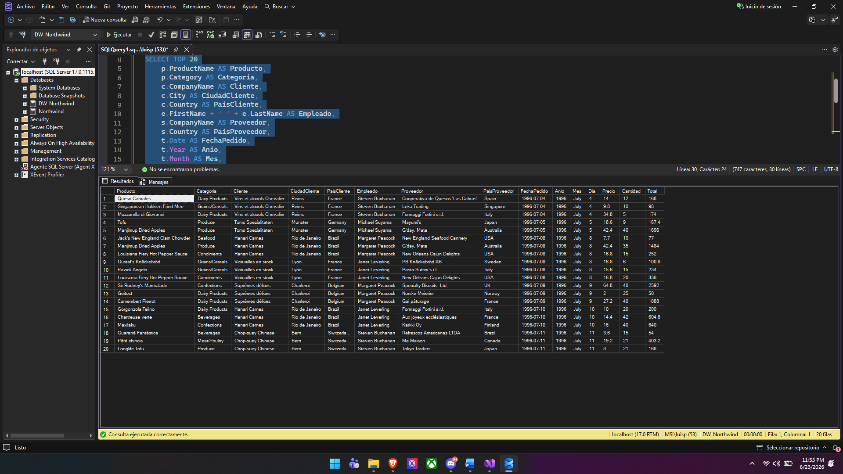 Archivo Editar Ver Consulta Git Proyecto Herramientas Extensiones Ventana Ayuda Buscar
Inicio de sesión
Nueva consulta
DW Northwind Ejecutar
Explorador de objetos
Conectar
localhost (SQL Server 17.0.1115.
Databases
System Databases
Database Snapshots
DW Northwind
Northwind
Security
Server Objects
Replication
Always On High Availability
Management
Integration Services Catalog
Agente SQL Server (Agent X
XEvent Profiler
4 SELECT TOP 20
5 p.ProductName AS Producto,
6 p.Category AS Categoria,
7 c.CompanyName AS Cliente,
8 c.City AS CiudadCliente,
9 c.Country AS PaisCliente,
10 e.FirstName + ' ' + e.LastName AS Empleado,
11 s.CompanyName AS Proveedor,
12 s.Country AS PaisProveedor,
13 t.Date AS FechaPedido,
14 t.Year AS Anio,
15 t.Month AS Mes,
121 % No se encontraron problemas. Línea: 30, Carácter: 24 (747 caracteres, 30 líneas) SPC LF UTF-8
Resultados Mensajes
Producto Categoria Cliente CiudadCliente PaisCliente Empleado Proveedor PaisProveedor FechaPedido Anio Mes Dia Precio Cantidad Total
1 Queso Cabrales Dairy Products Vins et alcools Chevalier Reims France Steven Buchanan Cooperativa de Quesos 'Las Cabras' 1996-07-04 1996 July 4 14 12 168
2 Singaporean Hokkien Fried Mee Grains/Cereals Vins et alcools Chevalier Reims France Steven Buchanan Leka Trading Singapore 1996-07-04 1996 July 4 9.8 10 98
3 Mozzarella di Giovanni Dairy Products Vins et alcools Chevalier Reims France Steven Buchanan Formaggi Fortini s.r.l. Italy 1996-07-04 1996 July 4 34.8 5 174
4 Tofu Produce Toms Spezialitäten Münster Germany Michael Suyama Mayumi's Japan 1996-07-05 1996 July 5 18.6 9
5 Manjimup Dried Apples Produce Toms Spezialitäten Münster Germany Michael Suyama G'day, Mate Australia 1996-07-05 1996 July 5 42.4 40 1696
6 Jack's New England Clam Chowder Seafood Hanari Carnes Rio de Janeiro Brazil Margaret Peacock New England Seafood Cannery USA 1996-07-08 1996 July 8 7.7 10 77
7 Manjimup Dried Apples Produce Hanari Carnes Rio de Janeiro Brazil Margaret Peacock G'day, Mate Australia 1996-07-08 1996 July 8 42.4 35 1484
8 Louisiana Fiery Hot Pepper Sauce Condiments Hanari Carnes Rio de Janeiro Brazil Margaret Peacock New Orleans Cajun Delights USA 1996-07-08 1996 July 8 16.8 15 252
9 Grains/Cereals Victuailles en stock Lyon France Janet Leverling PB Knäckebröd AB Sweden 1996-07-08 1996 July 8 16.8 6 100.8
10 Ravioli Angelo Grains/Cereals Victuailles en stock Lyon France Janet Leverling Pasta Buttini s.r.l. Italy 1996-07-08 1996 July 8 15.6 15 234
11 Louisiana Fiery Hot Pepper Sauce Condiments Victuailles en stock Lyon France Janet Leverling New Orleans Cajun Delights USA 1996-07-08 1996 July 8 16.8 20 336
12 Sir Rodney's Marmalade Confections Suprêmes délices Charleroi Belgium Margaret Peacock Specialty Biscuits, Ltd. UK 1996-07-09 1996 July 9 64.8 40 2592
13 Geitost Dairy Products Suprêmes délices Charleroi Belgium Margaret Peacock Norske Meierier Norway 1996-07-09 1996 July 9 2 25 50
14 Camembert Pierrot Dairy Products Suprêmes délices Charleroi Belgium Margaret Peacock Gai pâturage France 1996-07-09 1996 July 9 27.2 40 1088
15 Gorgonzola Telino Dairy Products Hanari Carnes Rio de Janeiro Brazil Janet Leverling Formaggi Fortini s.r.l. Italy 1996-07-10 1996 July 10 10 20 200
16 Chartreuse verte Beverages Hanari Carnes Rio de Janeiro Brazil Janet Leverling Aux joyeux ecclésiastiques France 1996-07-10 1996 July 10 14.4 42 604.8
17 Maxilaku Confections Hanari Carnes Rio de Janeiro Brazil Janet Leverling Karkki Oy Finland 1996-07-10 1996 July 10 16 40 640
18 Guaraná Fantástica Beverages Chop-suey Chinese Bern Steven Buchanan Refrescos Americanas LTDA Brazil 1996-07-11 1996 July 11 3.6 15 54
19 Pâté chinois Meat/Poultry Chop-suey Chinese Bern Steven Buchanan Ma Maison Canada 1996-07-11 1996 July 11 19.2 21 403.2
20 Longlife Tofu Produce Chop-suey Chinese Bern Steven Buchanan Tokyo Traders Japan 1996-07-11 1996 July 11 8 21 168
Consulta ejecutada correctamente. localhost (17.0 RTM) DW Northwind 00:00:00 20 filas
Listo Seleccionar repositorio
11:53 PM
6/23/2026